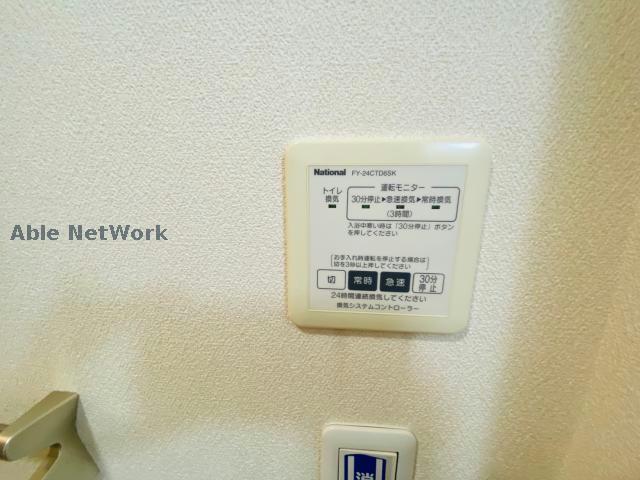 National FY-24CTD6SK
運転モニター
トイレ
換気
30分停止▶急速換気▶常時換気
(3時間)
入浴中寒い時は「30分停止」ボタン
を押してください
お手入れ時運転を停止する場合は
切を3秒以上押してください
切 常時 急速 30分
停止
24時間連続換気してください
換気システムコントローラー
Able NetWork
消